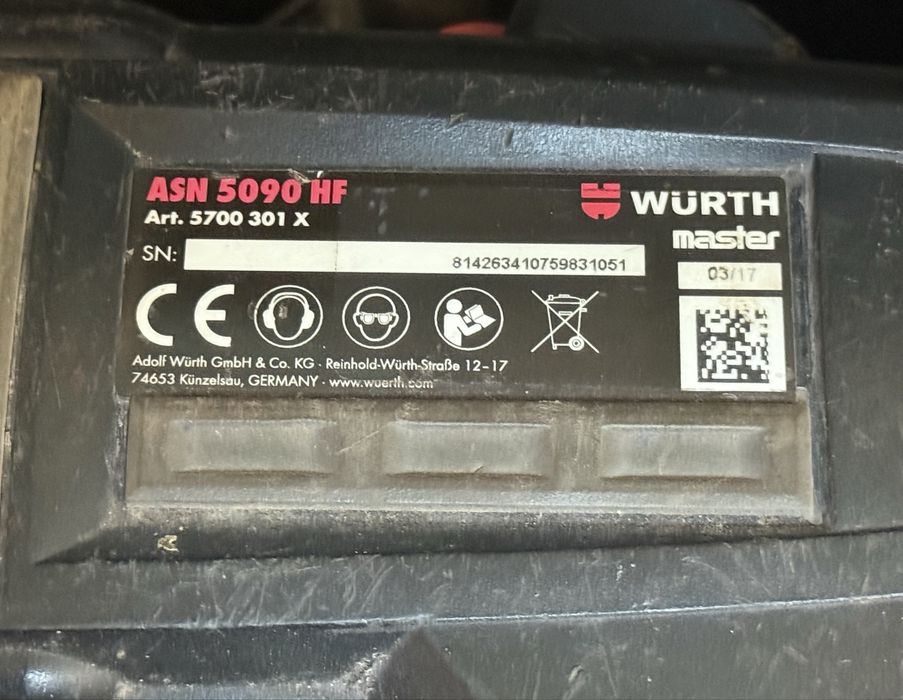 ASN 5090 HF
Art. 5700 301 X
WÜRTH
master
SN: 814263410759831051
03/17
CE
Adolf Würth GmbH & Co. KG · Reinhold-Würth-Straße 12-17
74653 Künzelsau, GERMANY · www.wuerth.com